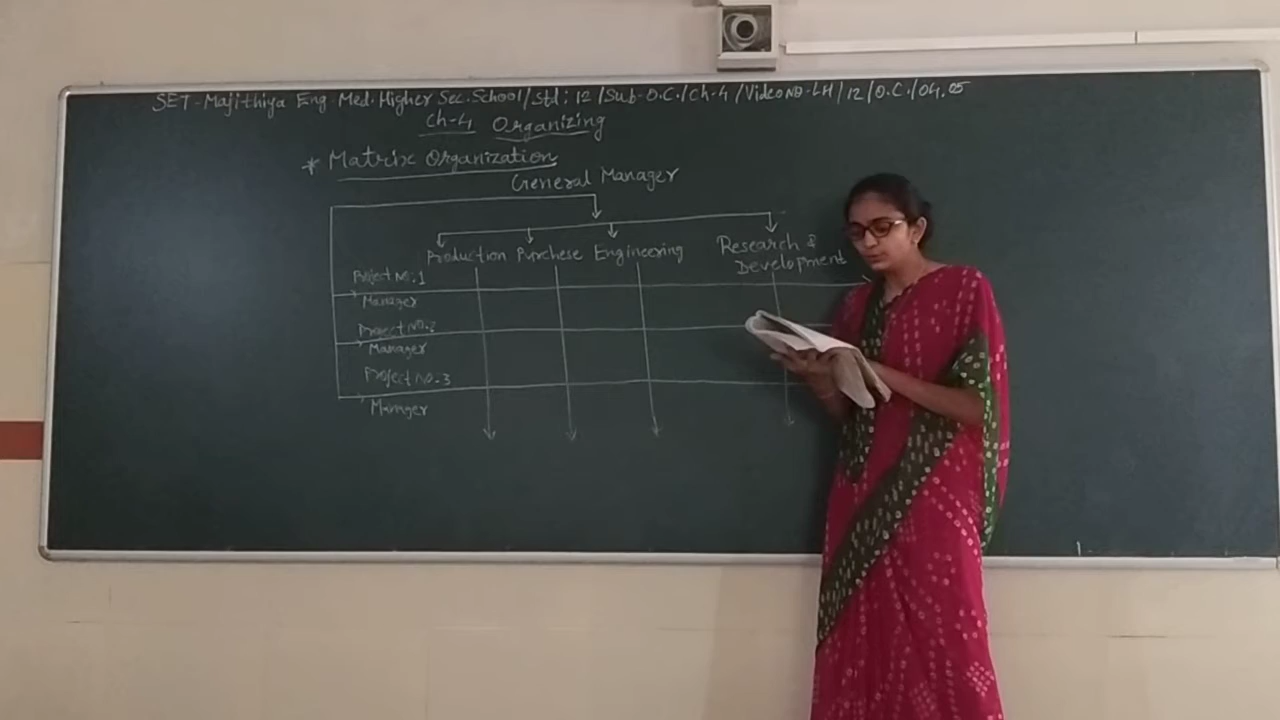 SET-Majithiya Eng. Med. Higher Sec. School/Std: 12/Sub-O.C./Ch-4/Video NO-LH/12/O.C./04.05
Ch-4 Organizing
* Matrix Organization
General Manager
Production Purchese Engineering Research & Development
Project No.1
Manager
Project NO-2
Manager
Project NO-3
Manager